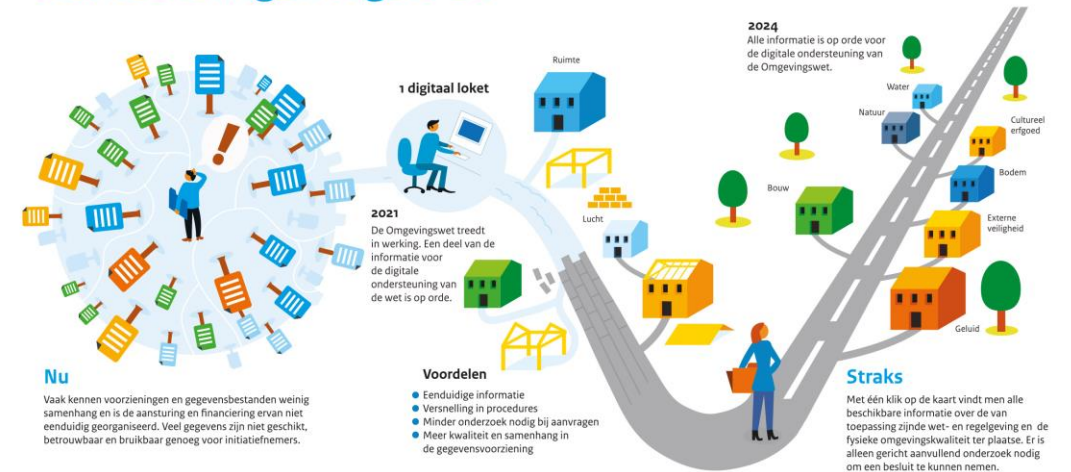 1 digitaal loket
Ruimte
2021
De Omgevingswet treedt
in werking. Een deel van de
informatie voor
de digitale
ondersteuning van
de wet is op orde.
Lucht
2024
Alle informatie is op orde voor
de digitale ondersteuning van
de Omgevingswet.
Water
Natuur
Cultureel
erfgoed
Bodem
Bouw
Externe
veiligheid
Geluid
Nu
Vaak kennen voorzieningen en gegevensbestanden weinig
samenhang en is de aansturing en financiering ervan niet
eenduidig georganiseerd. Veel gegevens zijn niet geschikt,
betrouwbaar en bruikbaar genoeg voor initiatiefnemers.
Voordelen
Eenduidige informatie
Versnelling in procedures
Minder onderzoek nodig bij aanvragen
Meer kwaliteit en samenhang in
de gegevensvoorziening
Straks
Met één klik op de kaart vindt men alle
beschikbare informatie over de van
toepassing zijnde wet- en regelgeving en de
fysieke omgevingskwaliteit ter plaatse. Er is
alleen gericht aanvullend onderzoek nodig
om een besluit te kunnen nemen.